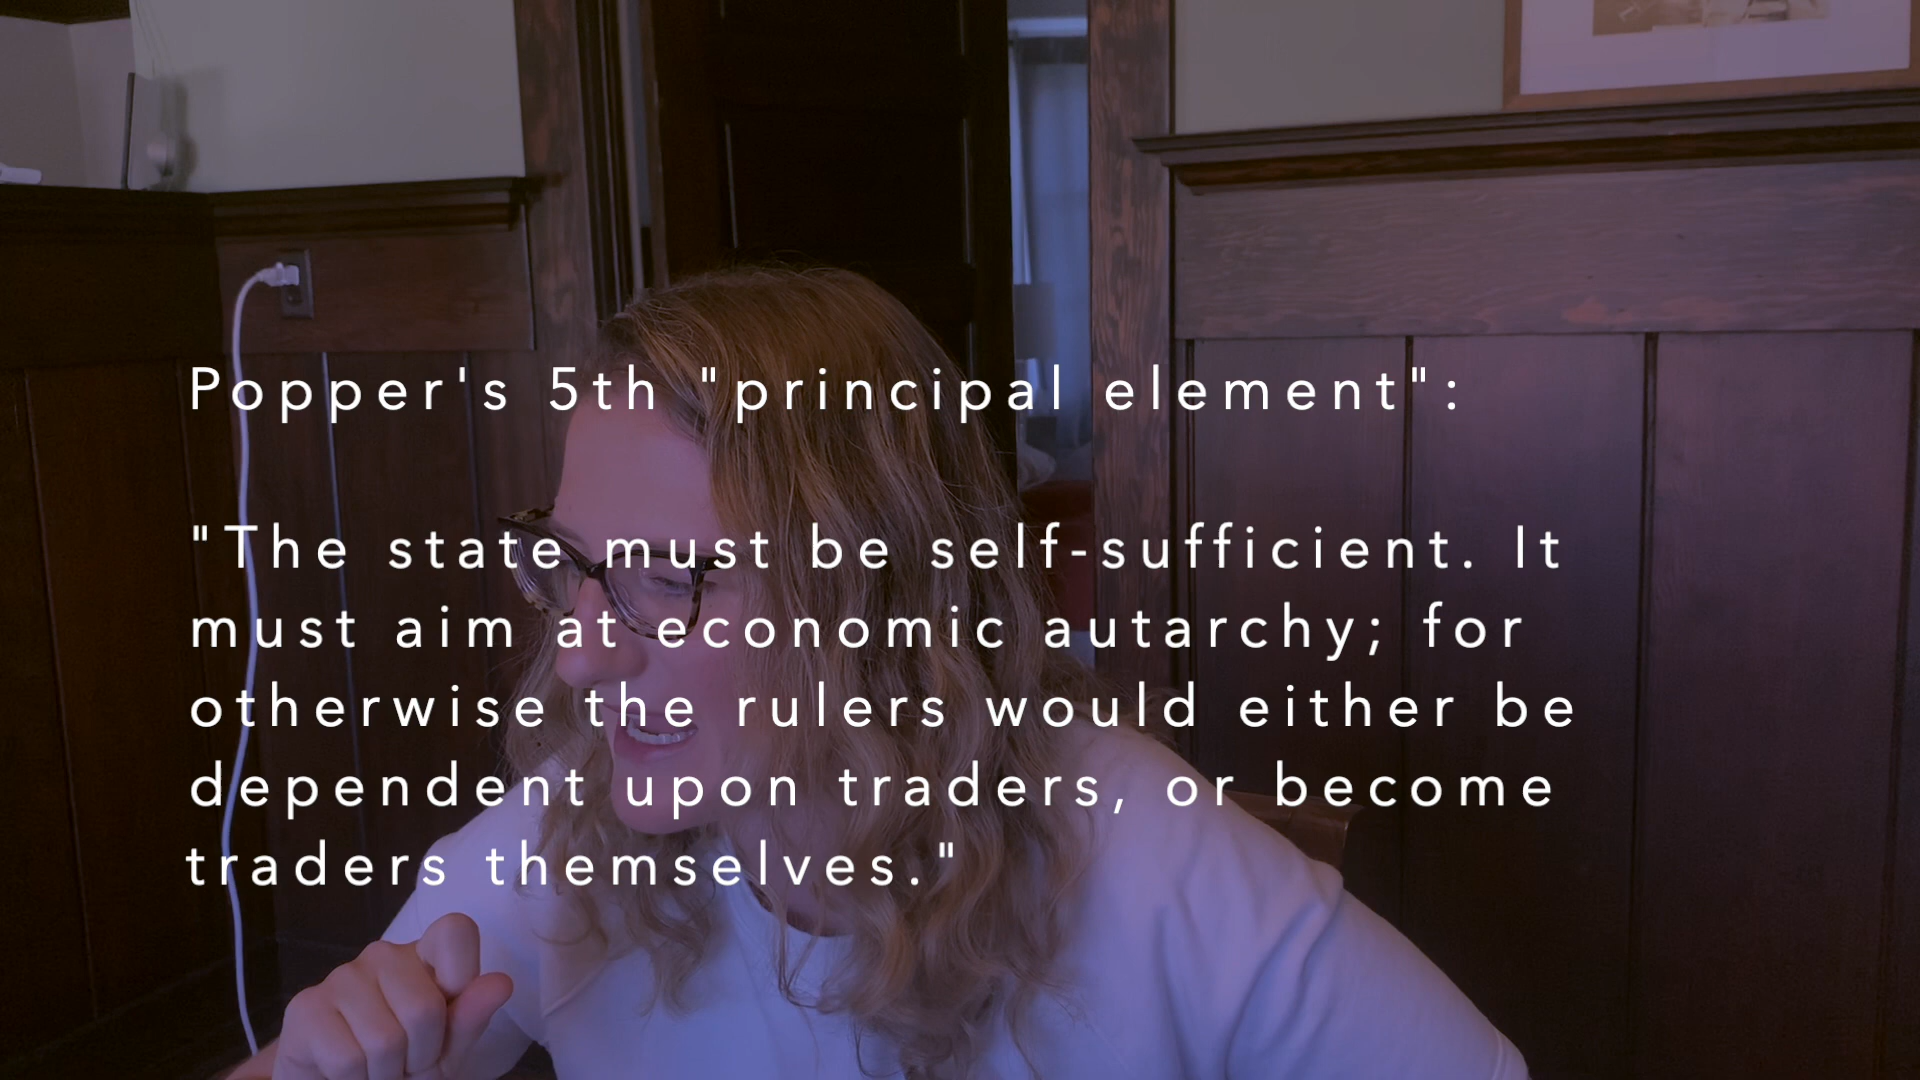 Popper's 5th "principal element":
"The state must be self-sufficient. It
must aim at economic autarchy; for
otherwise the rulers would either be
dependent upon traders, or become
traders themselves."